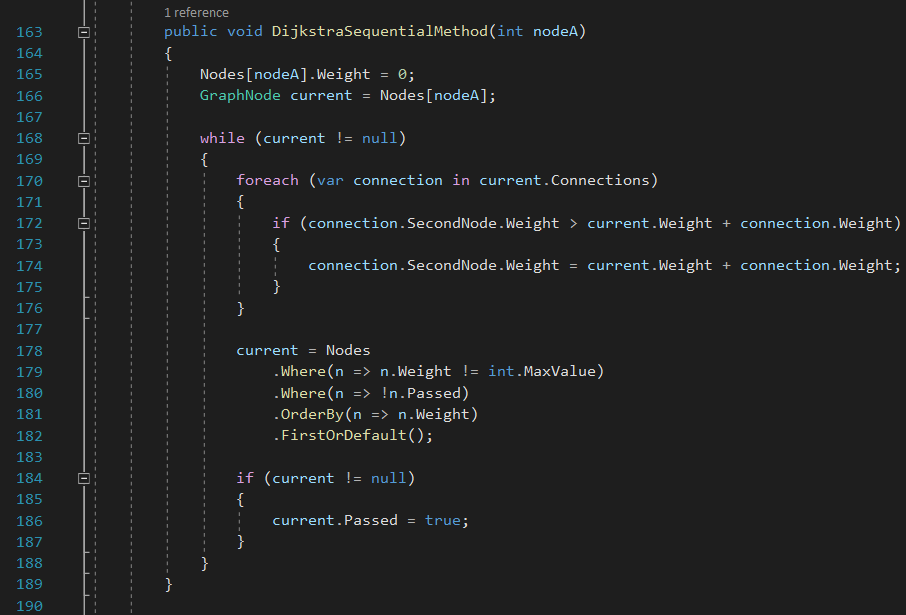 1 reference
163 public void DijkstraSequentialMethod(int nodeA)
164 {
165 Nodes[nodeA].Weight = 0;
166 GraphNode current = Nodes[nodeA];
167
168 while (current != null)
169 {
170 foreach (var connection in current.Connections)
171 {
172 if (connection.SecondNode.Weight > current.Weight + connection.Weight)
173 {
174 connection.SecondNode.Weight = current.Weight + connection.Weight;
175 }
176 }
177
178 current = Nodes
179 .Where(n => n.Weight != int.MaxValue)
180 .Where(n => !n.Passed)
181 .OrderBy(n => n.Weight)
182 .FirstOrDefault();
183
184 if (current != null)
185 {
186 current.Passed = true;
187 }
188 }
189 }
190